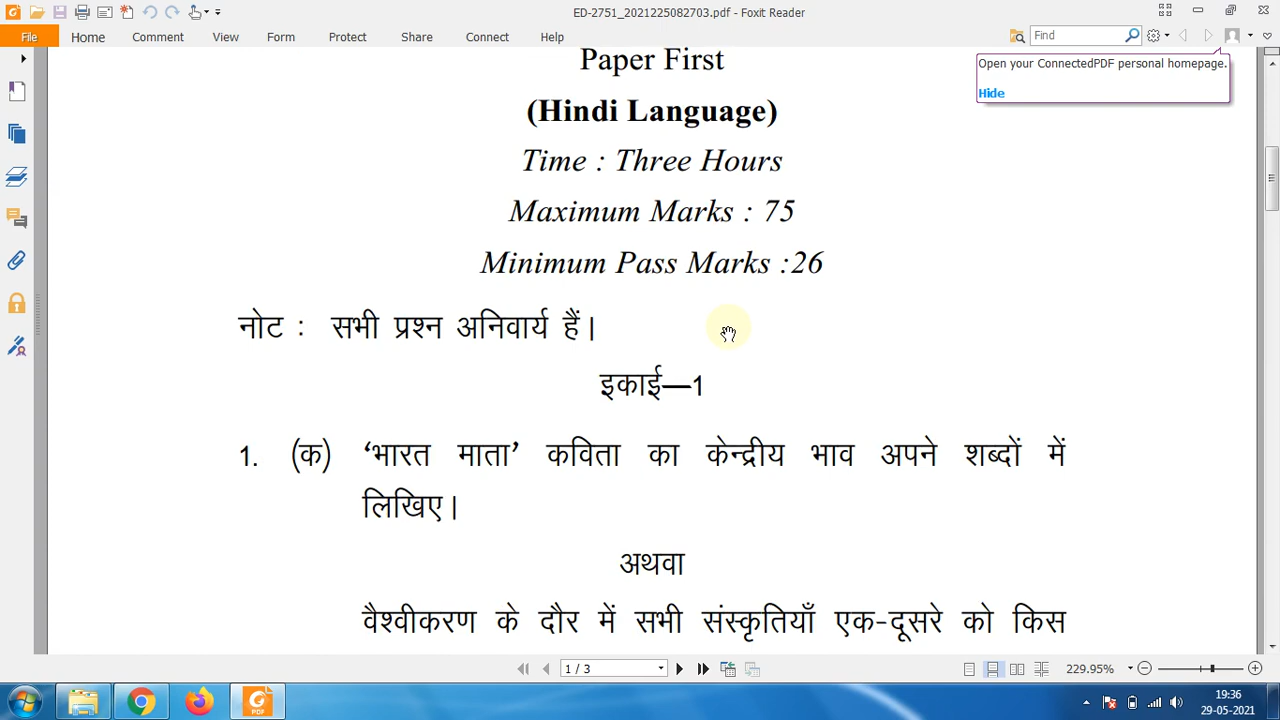 ED-2751_2021225082703.pdf - Foxit Reader
File Home Comment View Form Protect Share Connect Help Find
Open your ConnectedPDF personal homepage.
Hide
Paper First
(Hindi Language)
Time : Three Hours
Maximum Marks : 75
Minimum Pass Marks :26
नोट : सभी प्रश्न अनिवार्य हैं।
इकाई—1
1. (क) ‘भारत माता’ कविता का केन्द्रीय भाव अपने शब्दों में
लिखिए।
अथवा
वैश्वीकरण के दौर में सभी संस्कृतियाँ एक-दूसरे को किस
1 / 3 229.95%
PDF
19:36
29-05-2021